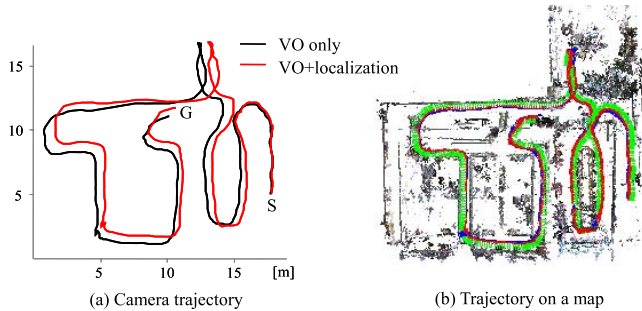 VO only
VO+localization
15
10
5
G
S
5
10
15
[m]
(a) Camera trajectory
(b) Trajectory on a map